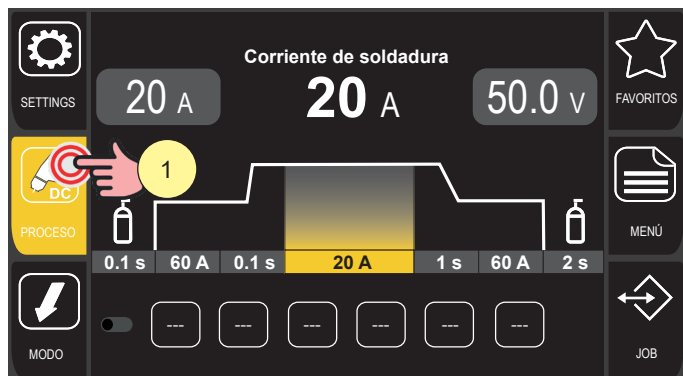 Corriente de soldadura
SETTINGS
20 A
20 A
50.0 V
FAVORITOS
1
DC
PROCESO
MENÚ
0.1 s 60 A 0.1 s 20 A 1 s 60 A 2 s
--- --- --- --- --- ---
MODO
JOB